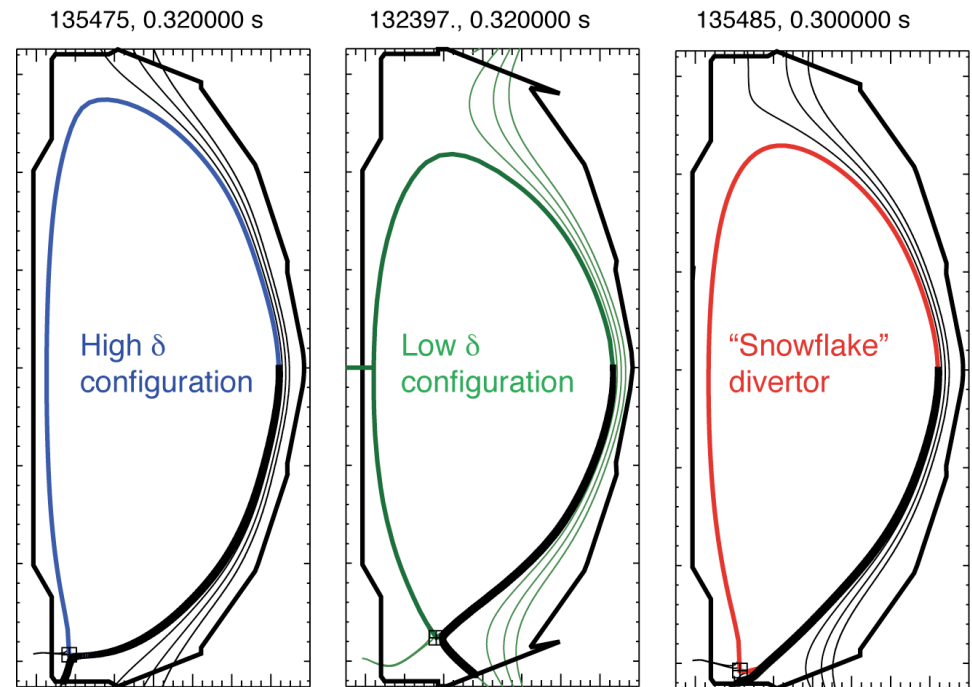 135475, 0.320000 s
132397., 0.320000 s
135485, 0.300000 s
High δ
configuration
Low δ
configuration
“Snowflake”
divertor